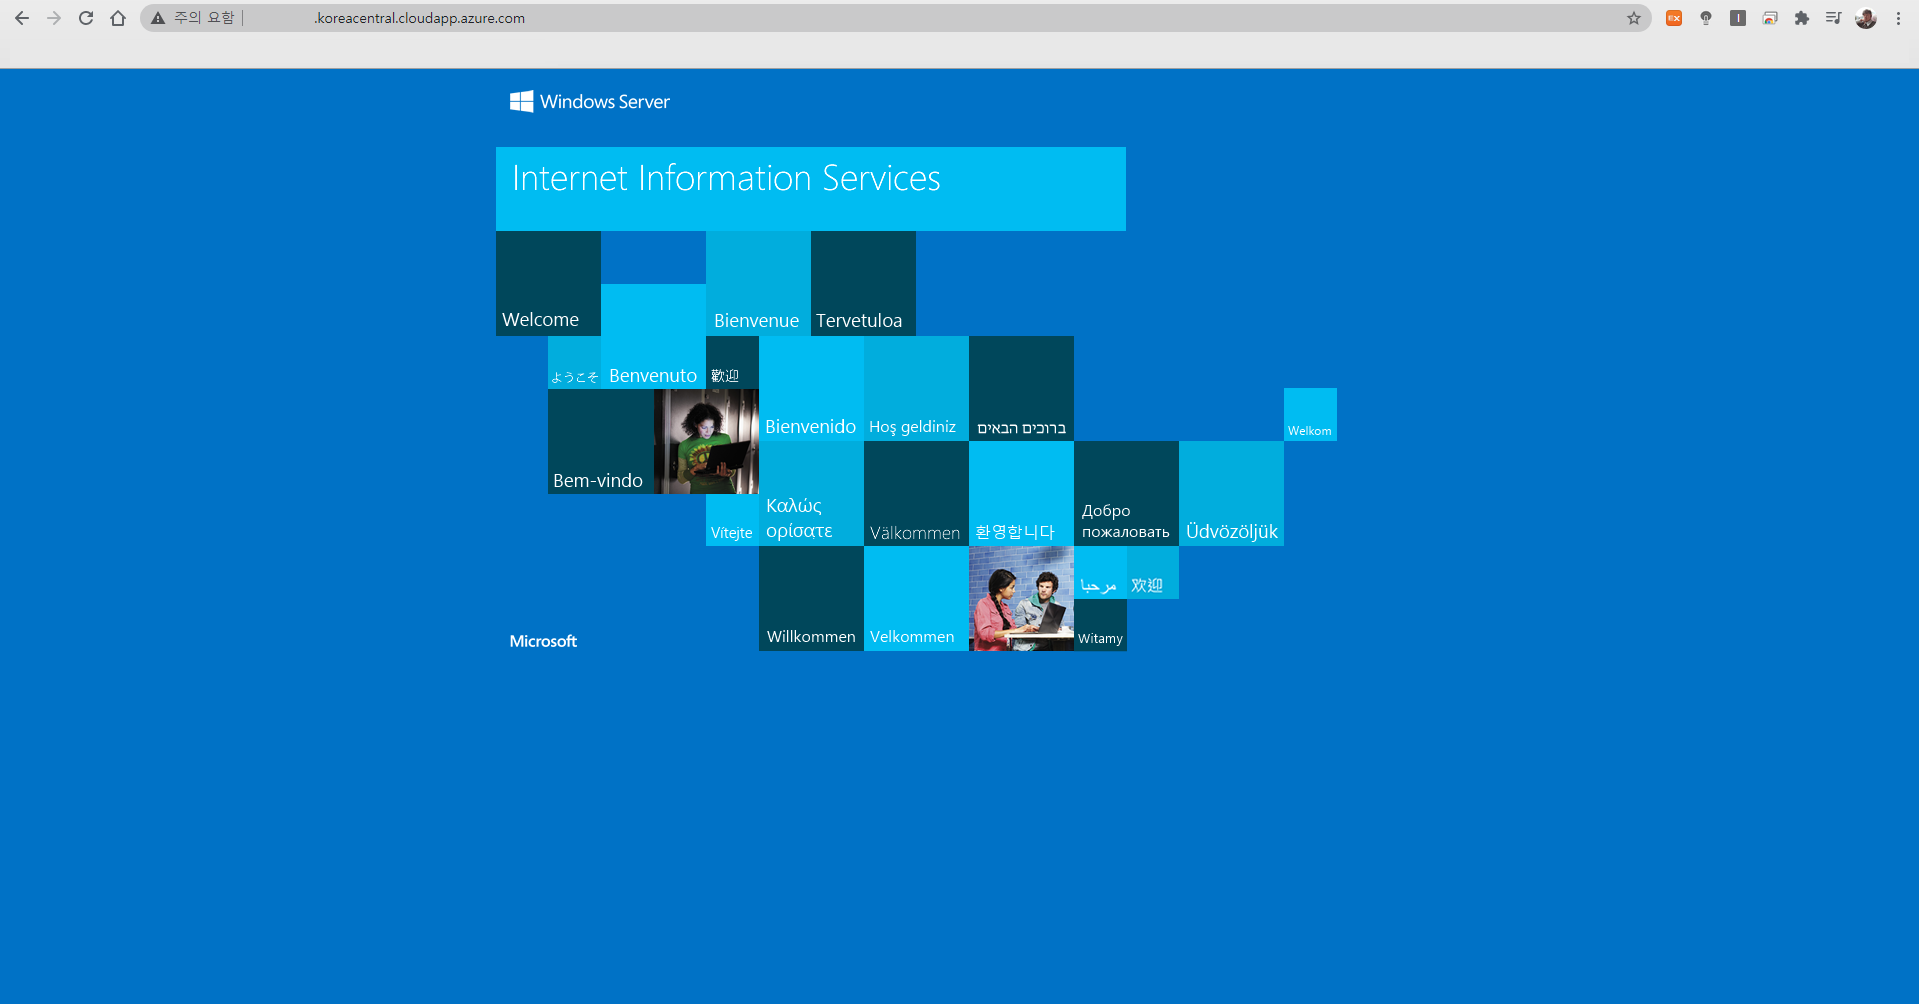 주의 요함
.koreacentral.cloudapp.azure.com
Windows Server
Internet Information Services
Welcome
Bienvenue
Tervetuloa
ようこそ
Benvenuto
歡迎
Bienvenido
Hoş geldiniz
ברוכים הבאים
Welkom
Bem-vindo
Vítejte
Καλώς
ορίσατε
Välkommen
환영합니다
Добро
пожаловать
Üdvözöljük
مرحبا
欢迎
Willkommen
Velkommen
Witamy
Microsoft